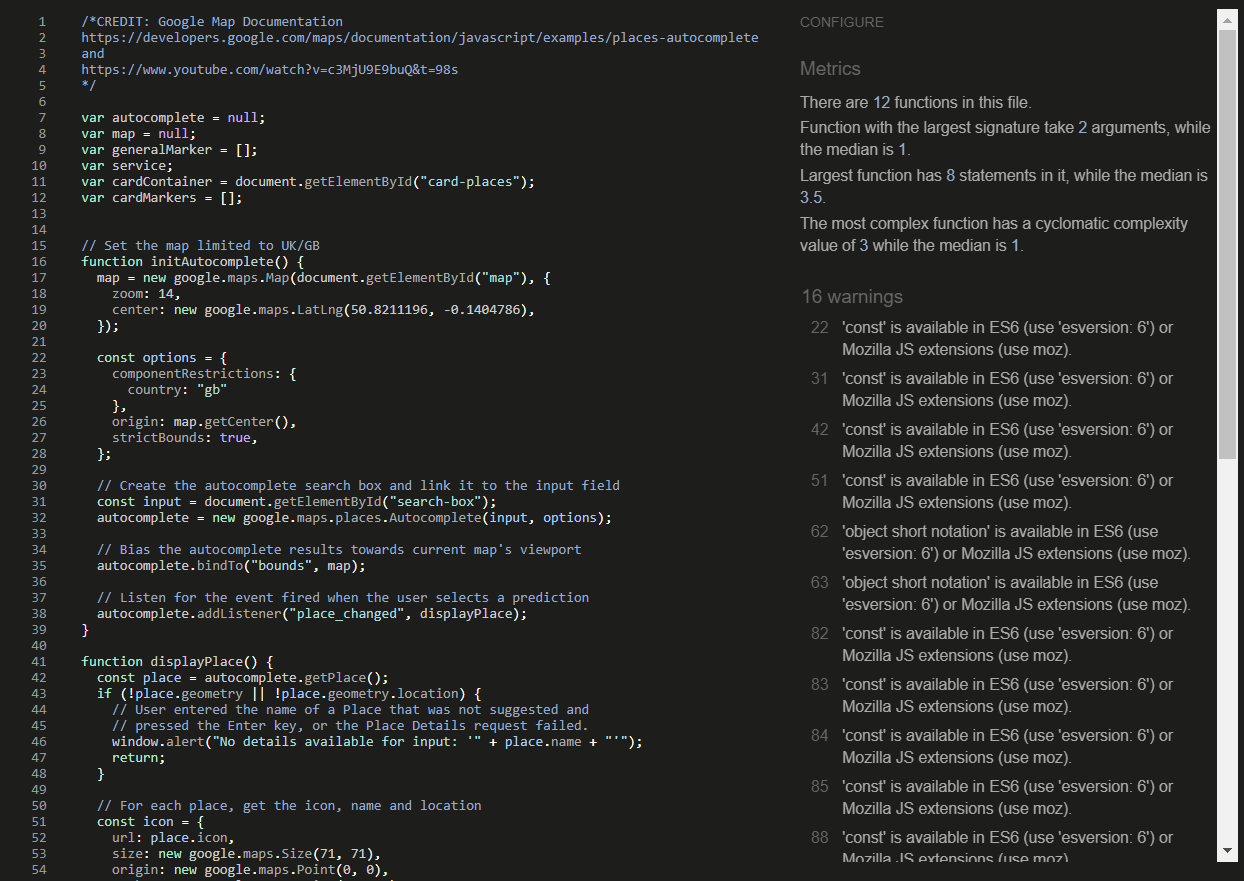 1 /*CREDIT: Google Map Documentation
2 https://developers.google.com/maps/documentation/javascript/examples/places-autocomplete
3 and
4 https://www.youtube.com/watch?v=c3MjU9E9buQ&t=98s
5 */
6
7 var autocomplete = null;
8 var map = null;
9 var generalMarker = [];
10 var service;
11 var cardContainer = document.getElementById("card-places");
12 var cardMarkers = [];
13
14
15 // Set the map limited to UK/GB
16 function initAutocomplete() {
17 map = new google.maps.Map(document.getElementById("map"), {
18 zoom: 14,
19 center: new google.maps.LatLng(50.8211196, -0.1404786),
20 });
21
22 const options = {
23 componentRestrictions: {
24 country: "gb"
25 },
26 origin: map.getCenter(),
27 strictBounds: true,
28 };
29
30 // Create the autocomplete search box and link it to the input field
31 const input = document.getElementById("search-box");
32 autocomplete = new google.maps.places.Autocomplete(input, options);
33
34 // Bias the autocomplete results towards current map's viewport
35 autocomplete.bindTo("bounds", map);
36
37 // Listen for the event fired when the user selects a prediction
38 autocomplete.addListener("place_changed", displayPlace);
39 }
40
41 function displayPlace() {
42 const place = autocomplete.getPlace();
43 if (!place.geometry || !place.geometry.location) {
44 // User entered the name of a Place that was not suggested and
45 // pressed the Enter key, or the Place Details request failed.
46 window.alert("No details available for input: '" + place.name + "'");
47 return;
48 }
49
50 // For each place, get the icon, name and location
51 const icon = {
52 url: place.icon,
53 size: new google.maps.Size(71, 71),
54 origin: new google.maps.Point(0, 0),
CONFIGURE
Metrics
There are 12 functions in this file.
Function with the largest signature take 2 arguments, while
the median is 1.
Largest function has 8 statements in it, while the median is
3.5.
The most complex function has a cyclomatic complexity
value of 3 while the median is 1.
16 warnings
22 'const' is available in ES6 (use 'esversion: 6') or
Mozilla JS extensions (use moz).
31 'const' is available in ES6 (use 'esversion: 6') or
Mozilla JS extensions (use moz).
42 'const' is available in ES6 (use 'esversion: 6') or
Mozilla JS extensions (use moz).
51 'const' is available in ES6 (use 'esversion: 6') or
Mozilla JS extensions (use moz).
62 'object short notation' is available in ES6 (use
'esversion: 6') or Mozilla JS extensions (use moz).
63 'object short notation' is available in ES6 (use
'esversion: 6') or Mozilla JS extensions (use moz).
82 'const' is available in ES6 (use 'esversion: 6') or
Mozilla JS extensions (use moz).
83 'const' is available in ES6 (use 'esversion: 6') or
Mozilla JS extensions (use moz).
84 'const' is available in ES6 (use 'esversion: 6') or
Mozilla JS extensions (use moz).
85 'const' is available in ES6 (use 'esversion: 6') or
Mozilla JS extensions (use moz).
88 'const' is available in ES6 (use 'esversion: 6') or
Mozilla JS extensions (use moz)